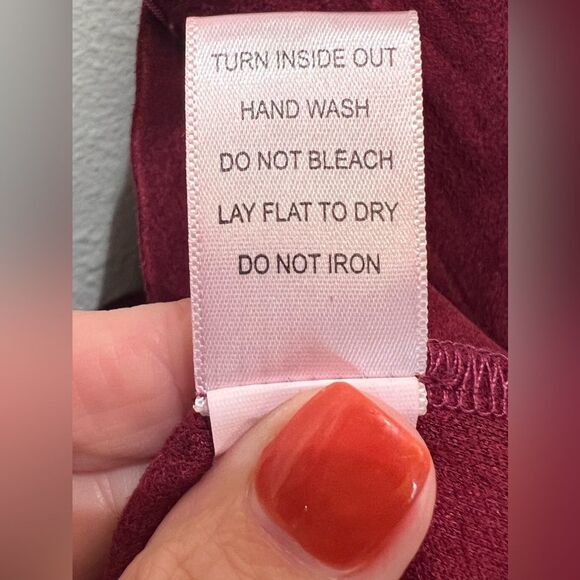 TURN INSIDE OUT
HAND WASH
DO NOT BLEACH
LAY FLAT TO DRY
DO NOT IRON